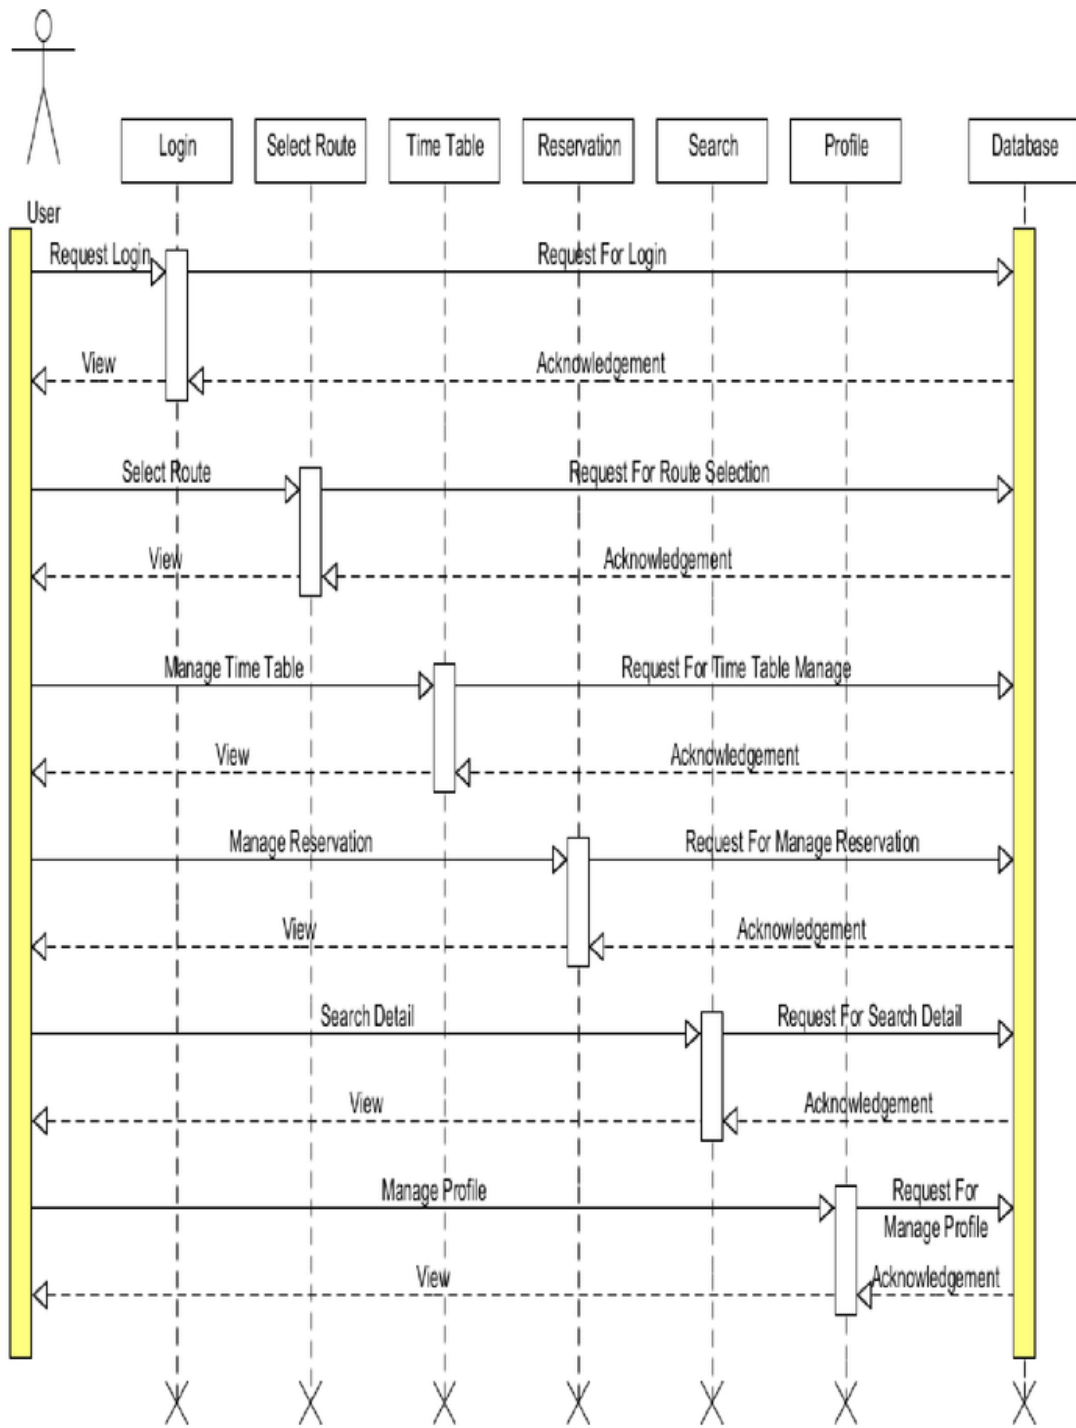 Login
Select Route
Time Table
Reservation
Search
Profile
Database
User
Request Login
Request For Login
View
Acknowledgement
Select Route
Request For Route Selection
View
Acknowledgement
Manage Time Table
Request For Time Table Manage
View
Acknowledgement
Manage Reservation
Request For Manage Reservation
View
Acknowledgement
Search Detail
Request For Search Detail
View
Acknowledgement
Manage Profile
Request For
Manage Profile
View
Acknowledgement